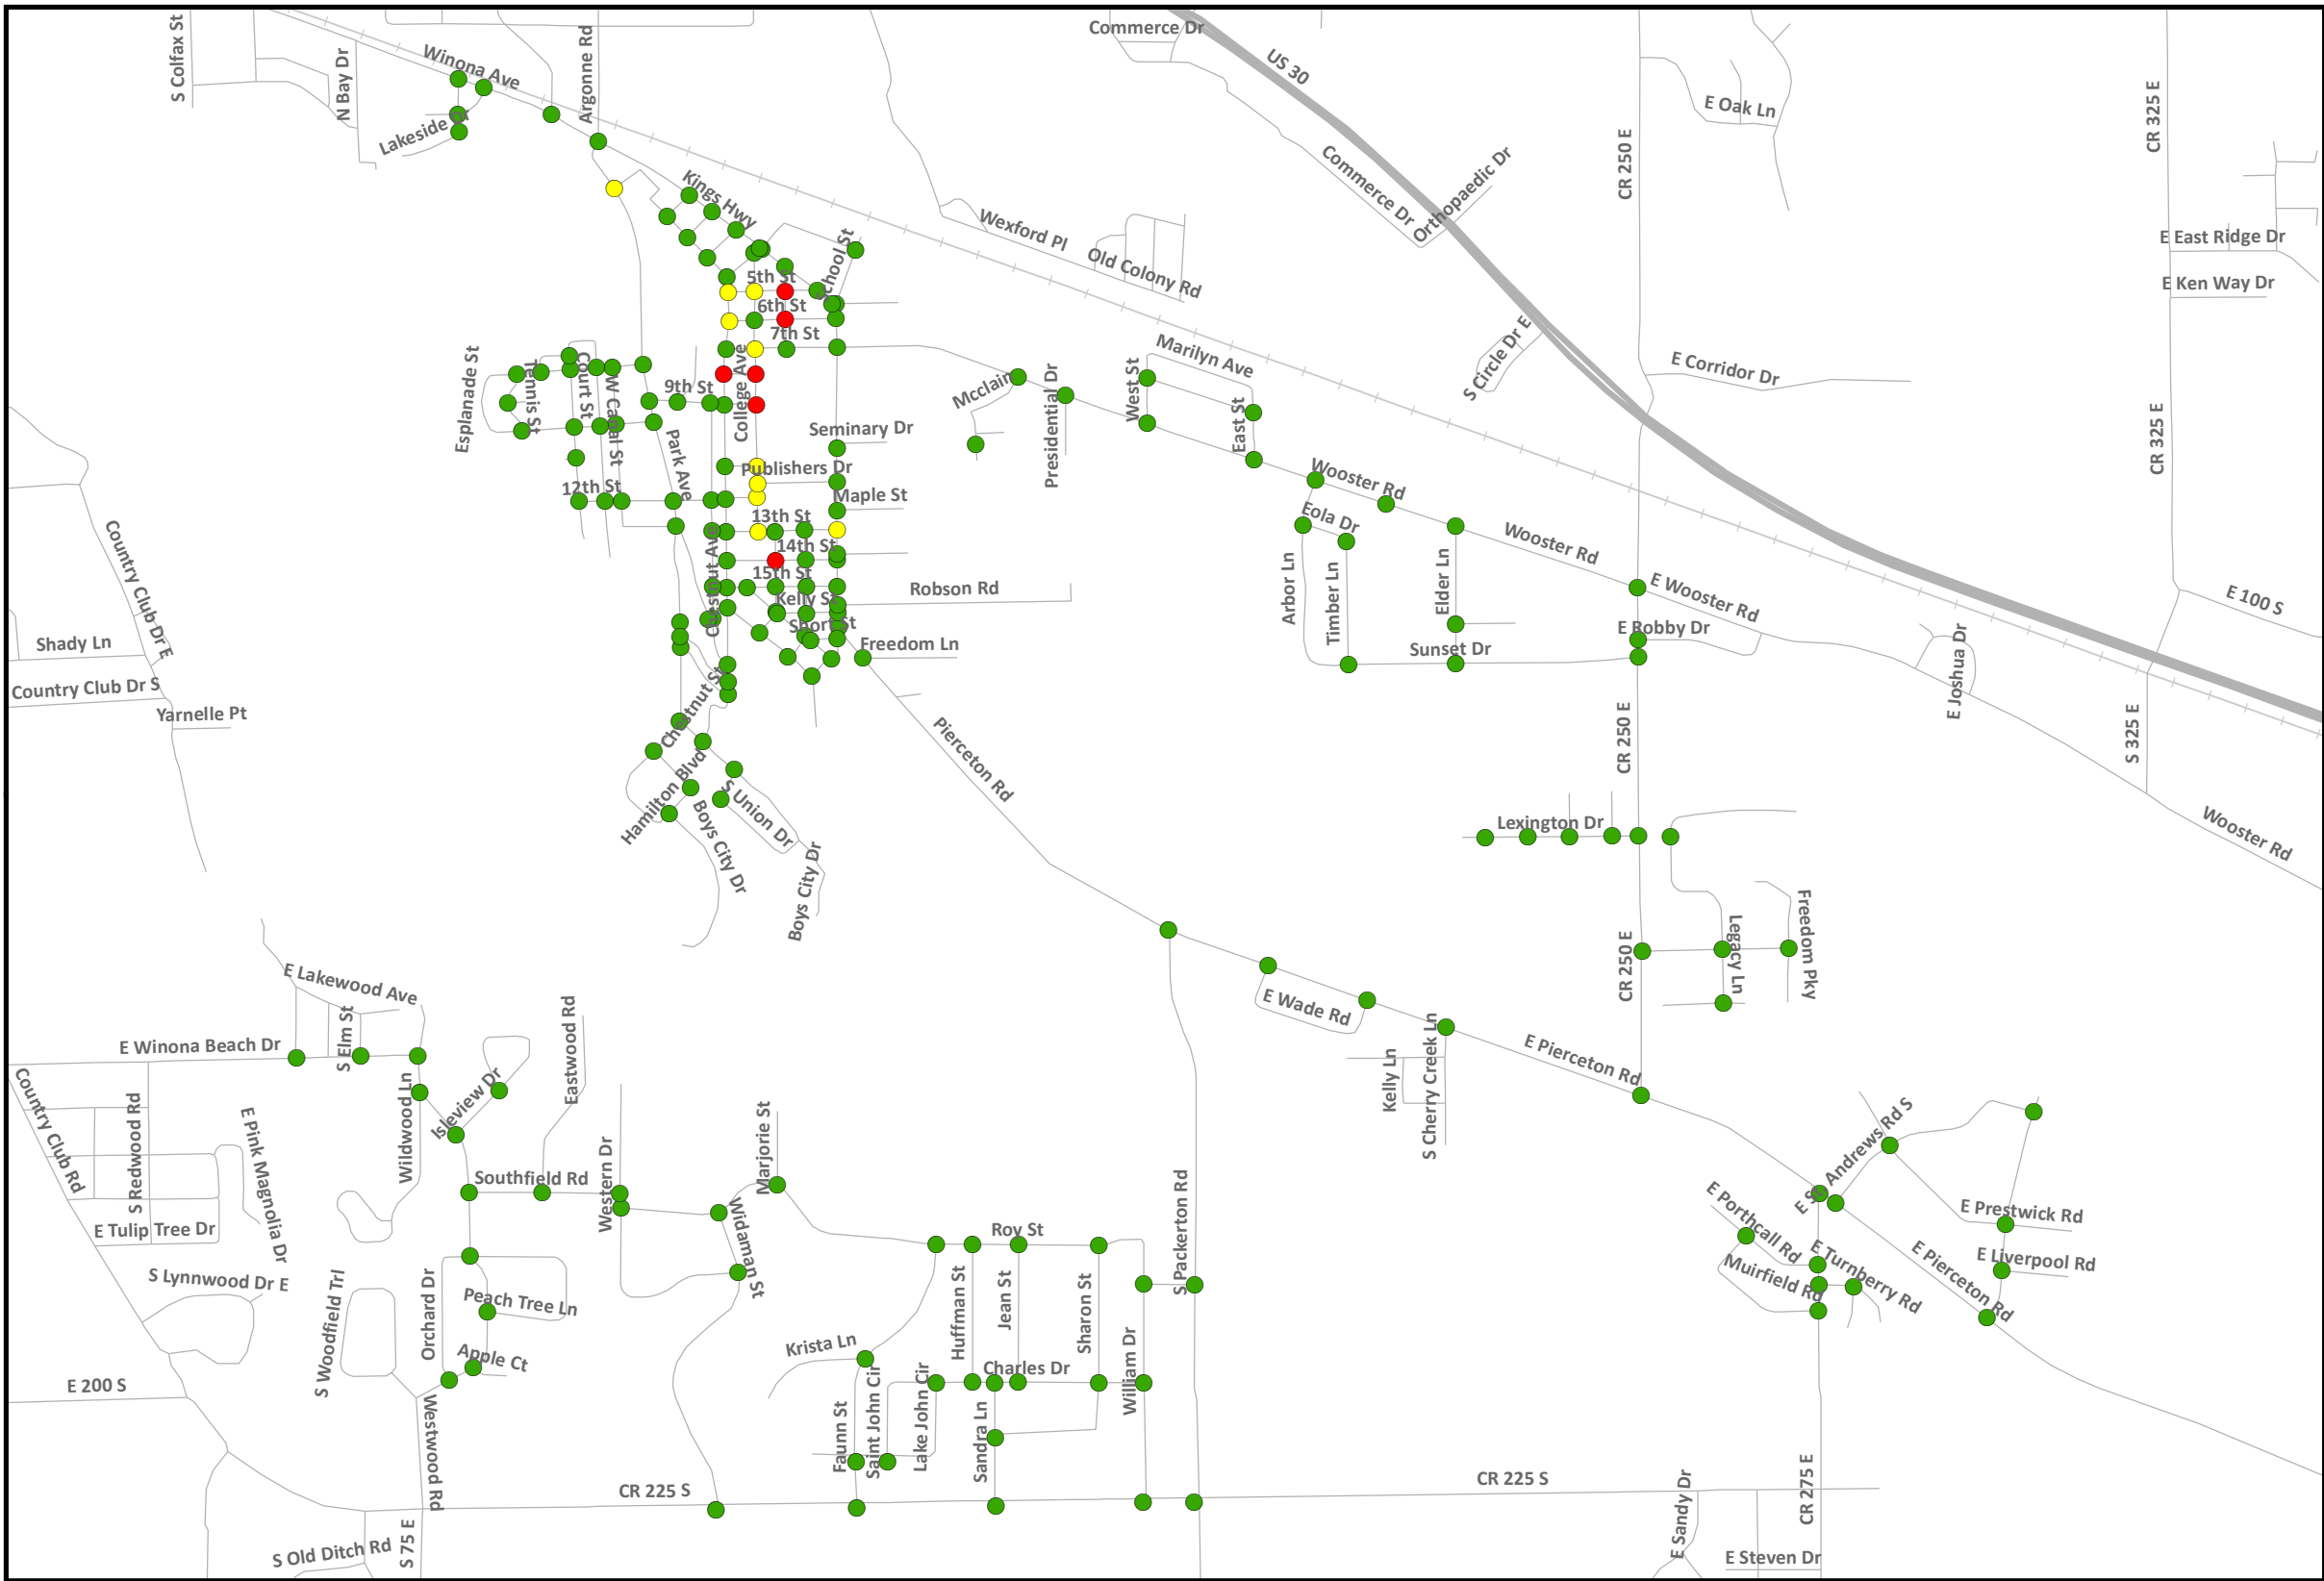 Commerce Dr
S Colfax St
Argonne Rd
Winona Ave
N Bay Dr
US 30
Lakeside Dr
E Oak Ln
CR 325 E
CR 250 E
Commerce Dr
Orthopaedic Dr
Kings Hwy
Wexford Pl
School St
Old Colony Rd
E East Ridge Dr
E Ken Way Dr
5th St
6th St
7th St
S Circle Dr E
Marilyn Ave
E Corridor Dr
Esplanade St
Tennis St
Court St
W Canal St
9th St
College Ave
Mcclain
Presidential Dr
West St
East St
CR 325 E
Seminary Dr
Park Ave
Publishers Dr
Wooster Rd
12th St
Maple St
13th St
Eola Dr
Wooster Rd
14th St
Country Club Dr E
Chestnut Ave
15th St
Arbor Ln
Timber Ln
Elder Ln
Robson Rd
E Wooster Rd
E 100 S
Kelly St
Short St
E Robby Dr
Shady Ln
Freedom Ln
Sunset Dr
E Joshua Dr
Country Club Dr S
Yarnelle Pt
Chestnut St
Pierceton Rd
CR 250 E
S 325 E
Hamilton Blvd
S Union Dr
Boys City Dr
Boys City Dr
Lexington Dr
Wooster Rd
Legacy Ln
Freedom Pky
CR 250 E
E Lakewood Ave
E Wade Rd
S Elm St
Eastwood Rd
E Winona Beach Dr
Kelly Ln
S Cherry Creek Ln
E Pierceton Rd
Country Club Rd
S Redwood Rd
E Pink Magnolia Dr
Wildwood Ln
Isleview Dr
Marjorie St
E St Andrews Rd S
Southfield Rd
Western Dr
Widaman St
S Packerton Rd
E Porthcall Rd
E Prestwick Rd
E Tulip Tree Dr
Roy St
E Turnberry Rd
E Pierceton Rd
E Liverpool Rd
Muirfield Rd
S Lynnwood Dr E
S Woodfield Trl
Orchard Dr
Peach Tree Ln
Huffman St
Jean St
Sharon St
William Dr
Krista Ln
Apple Ct
Charles Dr
E 200 S
Westwood Rd
Faunn St
Saint John Cir
Lake John Cir
Sandra Ln
CR 225 S
CR 225 S
CR 275 E
E Sandy Dr
S 75 E
S Old Ditch Rd
E Steven Dr